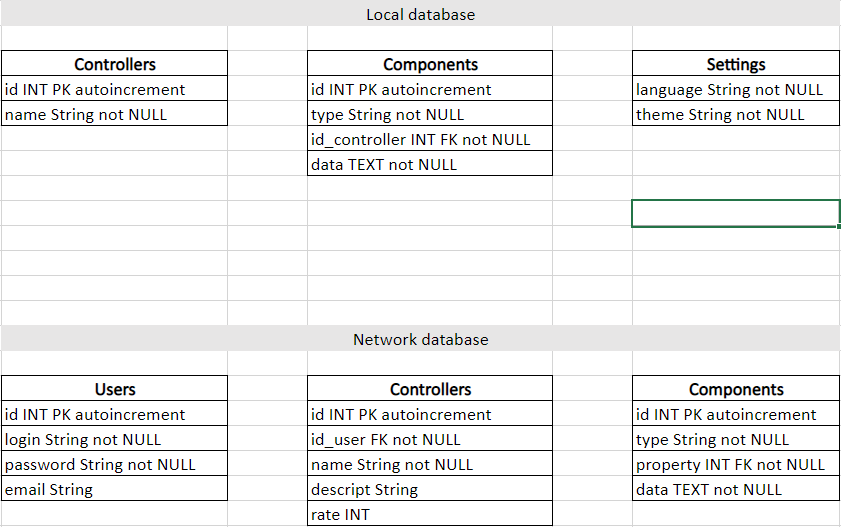 Local database
Controllers
id INT PK autoincrement
name String not NULL
Components
id INT PK autoincrement
type String not NULL
id_controller INT FK not NULL
data TEXT not NULL
Settings
language String not NULL
theme String not NULL
Network database
Users
id INT PK autoincrement
login String not NULL
password String not NULL
email String
Controllers
id INT PK autoincrement
id_user FK not NULL
name String not NULL
descript String
rate INT
Components
id INT PK autoincrement
type String not NULL
property INT FK not NULL
data TEXT not NULL